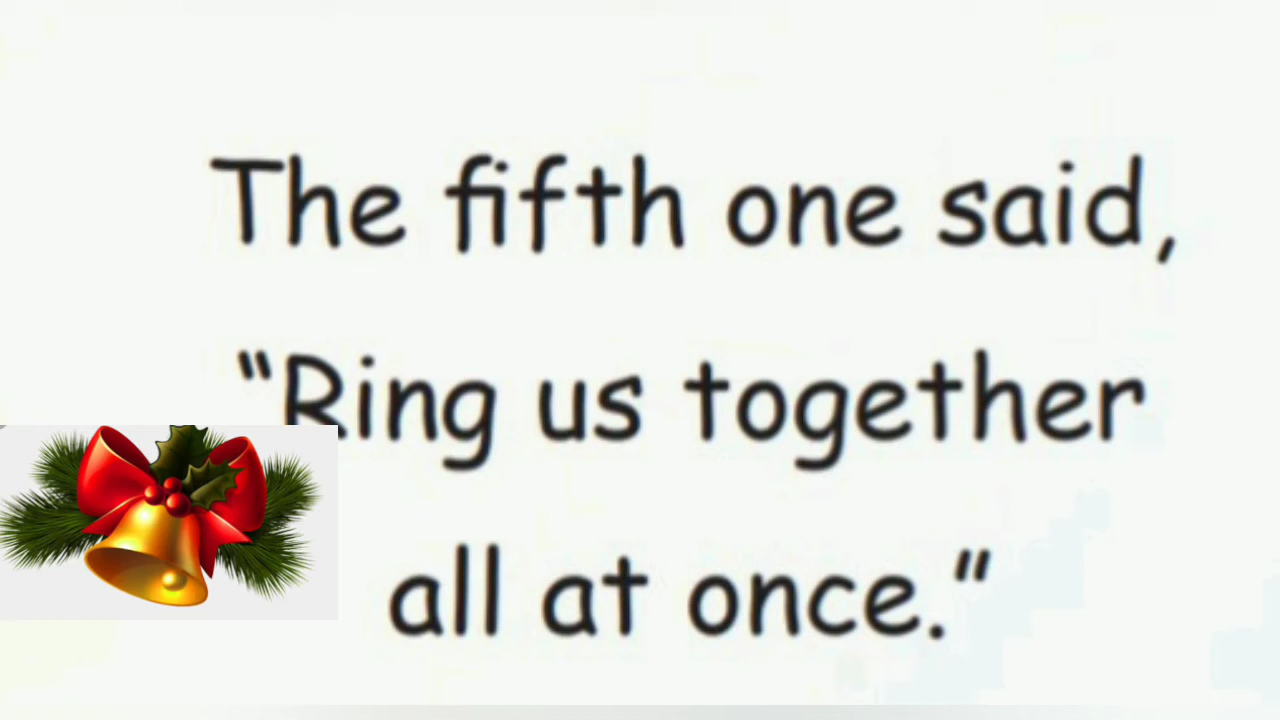 The fifth one said,
“Ring us together
all at once.”